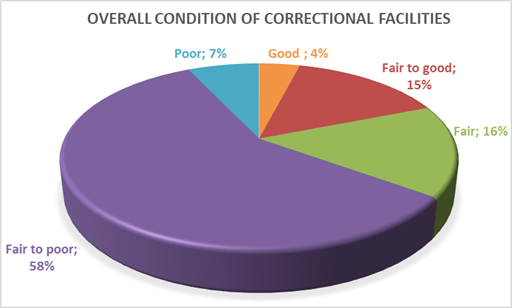 OVERALL CONDITION OF CORRECTIONAL FACILITIES
Poor; 7%
Good ; 4%
Fair to good;
15%
Fair; 16%
Fair to poor;
58%